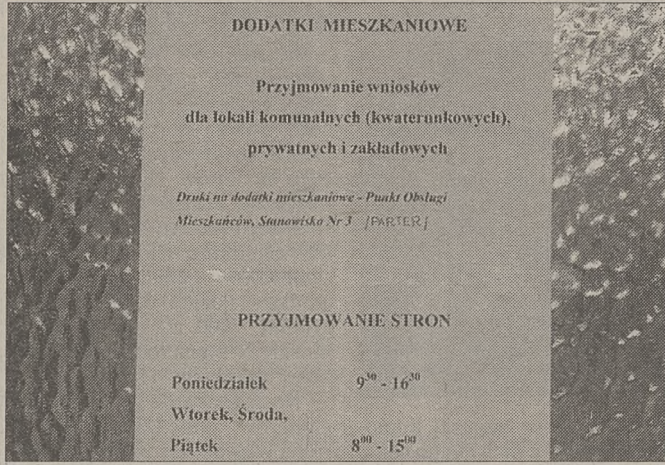 DODATKI MIESZKANIOWE
Przyjmowanie wniosków
dla lokali komunalnych (kwaterunkowych),
prywatnych i zakładowych
Druki na dodatki mieszkaniowe - Punkt Obsługi
Mieszkańców, Stanowisko Nr 3 /PARTER/
PRZYJMOWANIE STRON
Poniedziałek 9³⁰ - 16³⁰
Wtorek, Środa,
Piątek 8⁰⁰ - 15⁰⁰